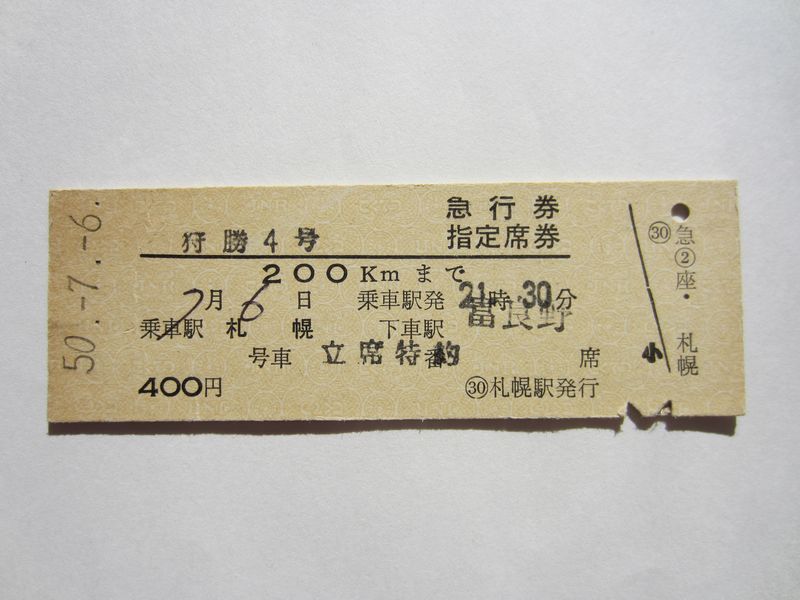 50.-7.-6.
急行券
狩勝4号 指定席券
200Kmまで
7月6日 乗車駅発 21時30分
乗車駅 札幌 下車駅 富良野
号車 立席特約 番 席
400円 ㉚札幌駅発行
㉚
急②座・札幌
小